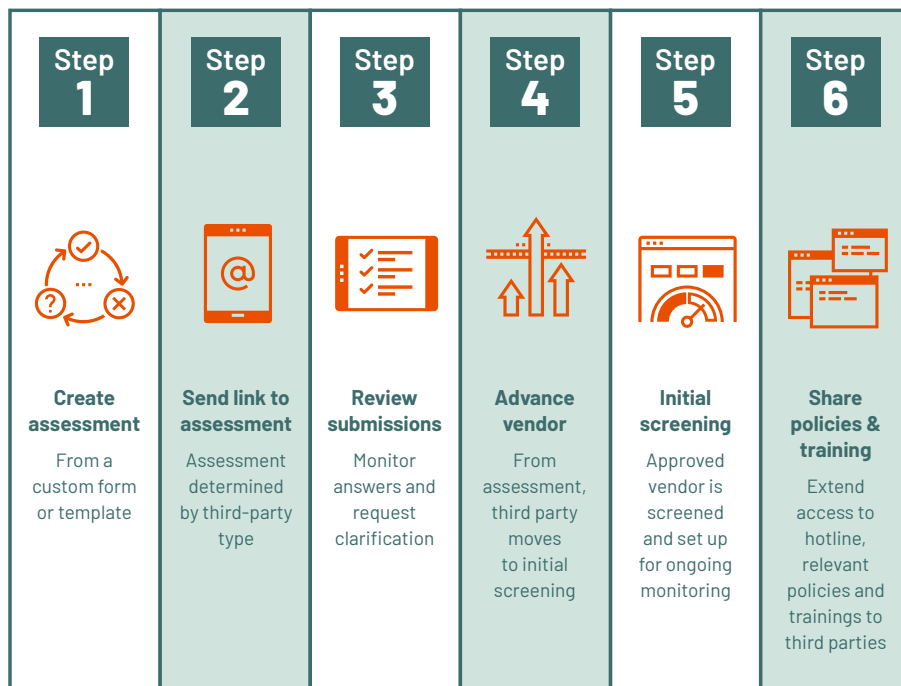 Step
1
Create
assessment
From a
custom form
or template
Step
2
@
Send link to
assessment
Assessment
determined
by third-party
type
Step
3
Review
submissions
Monitor
answers and
request
clarification
Step
4
Advance
vendor
From
assessment,
third party
moves
to initial
screening
Step
5
Initial
screening
Approved
vendor is
screened
and set up
for ongoing
monitoring
Step
6
Share
policies &
training
Extend
access to
hotline,
relevant
policies and
trainings to
third parties